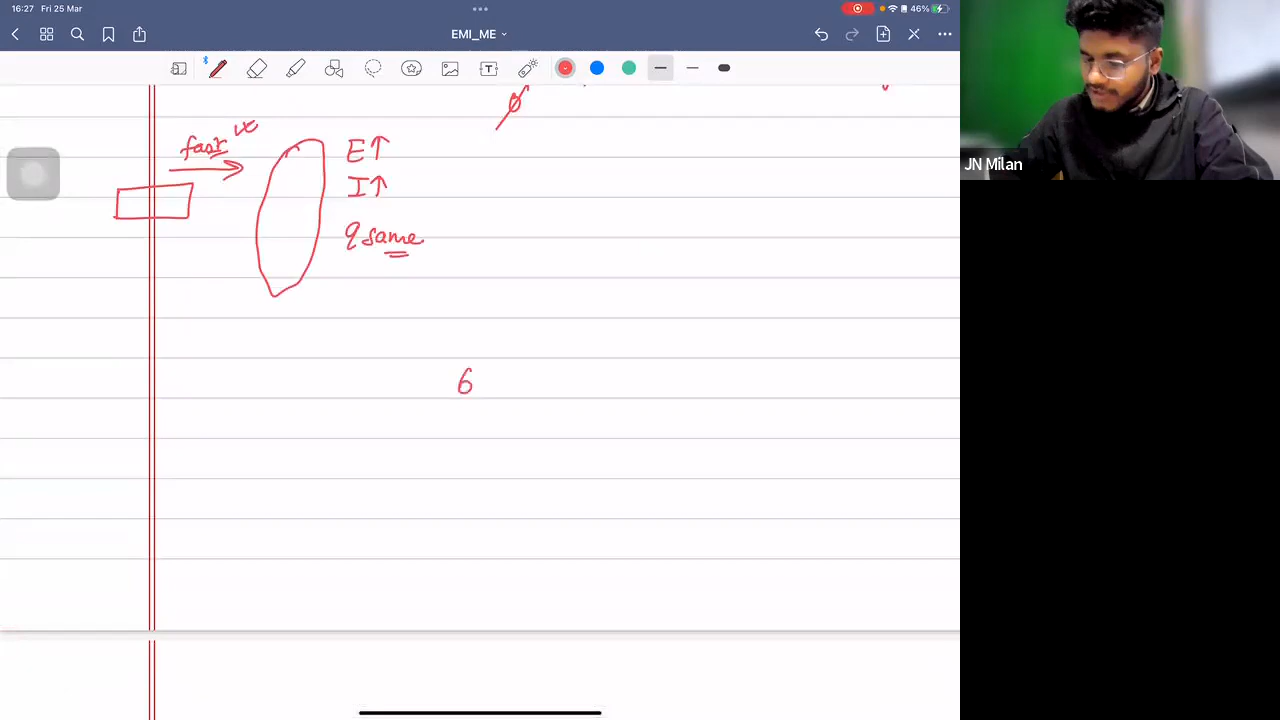 16:27 Fri 25 Mar
46%
EMI_ME
T
fast
E↑
I↑
q same
6
JN Milan